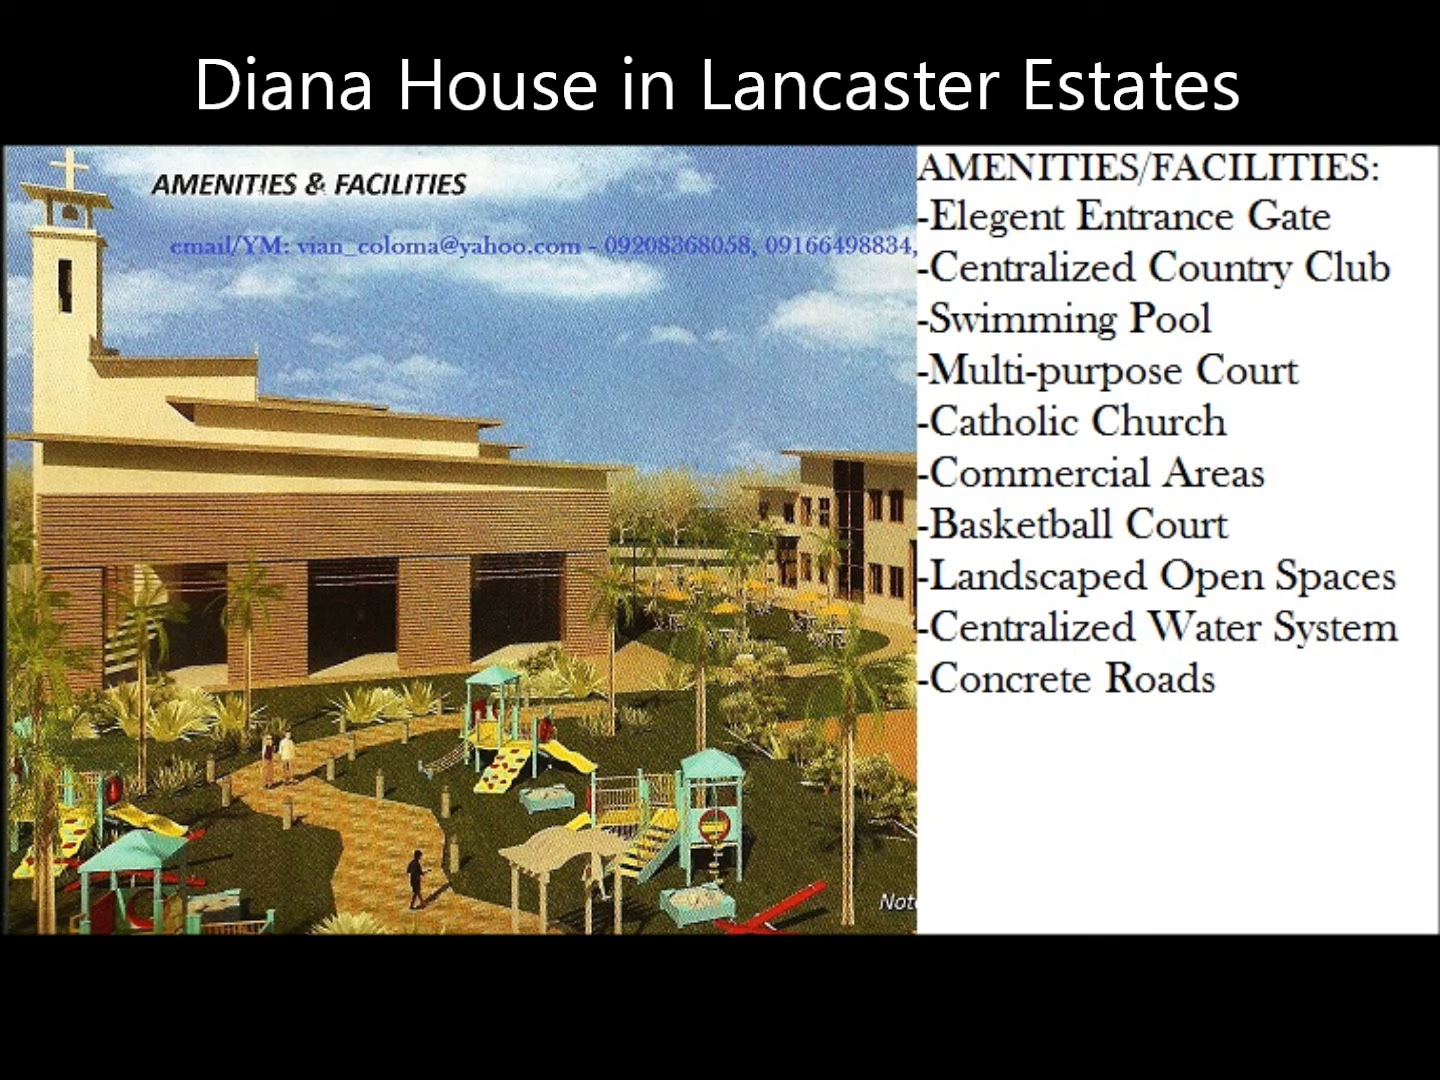 Diana House in Lancaster Estates
AMENITIES & FACILITIES
email/YM: vian_coloma@yahoo.com - 09208368058, 09166498834,
AMENITIES/FACILITIES:
-Elegent Entrance Gate
-Centralized Country Club
-Swimming Pool
-Multi-purpose Court
-Catholic Church
-Commercial Areas
-Basketball Court
-Landscaped Open Spaces
-Centralized Water System
-Concrete Roads